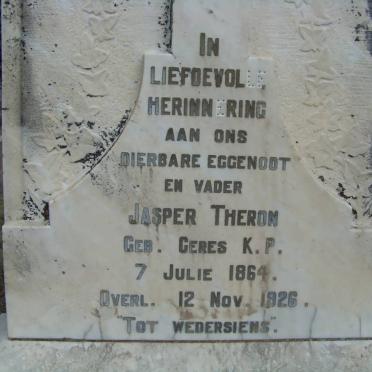 IN
LIEFDEVOLLE
HERINNERING
AAN ONS
DIERBARE EGGENOOT
EN VADER
JASPER THERON
GEB. CERES K.P.
7 JULIE 1864.
OVERL. 12 NOV. 1926.
"TOT WEDERSIENS".